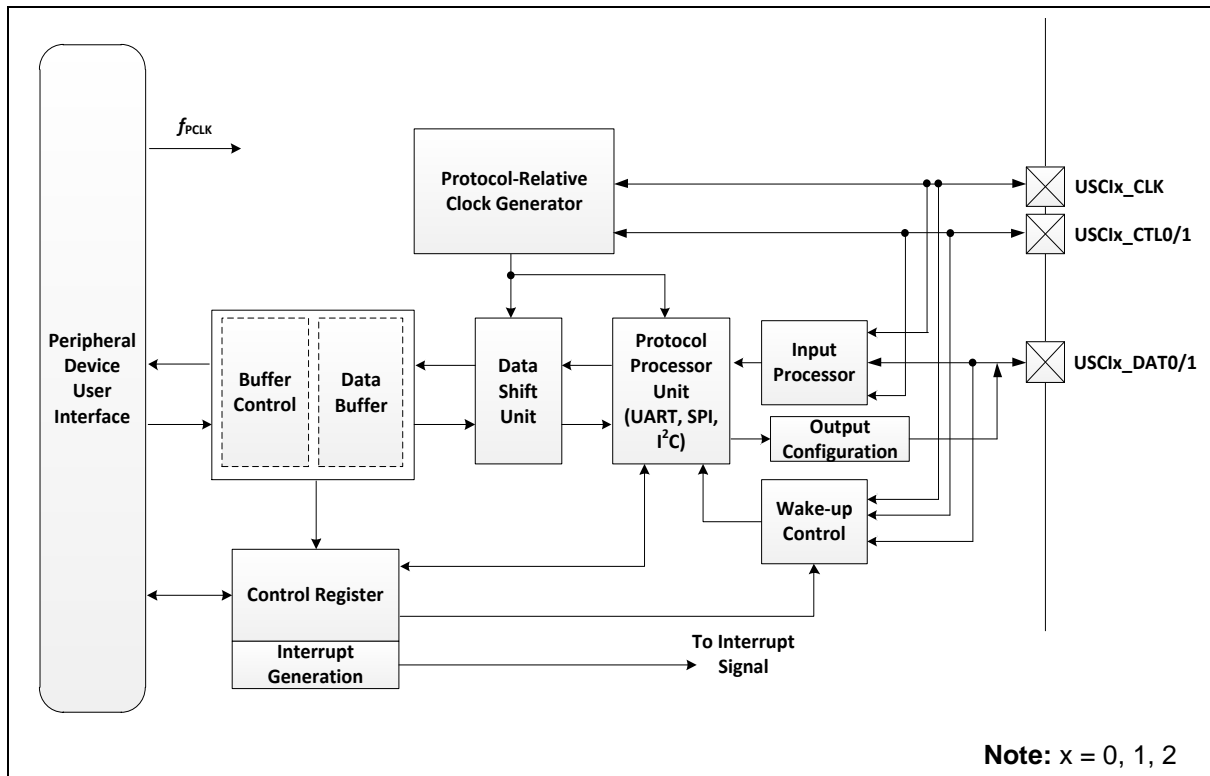 fPCLK
Protocol-Relative
Clock Generator
USCIx_CLK
USCIx_CTL0/1
Peripheral
Device
User
Interface
Buffer
Control
Data
Buffer
Data
Shift
Unit
Protocol
Processor
Unit
(UART, SPI,
I²C)
Input
Processor
USCIx_DAT0/1
Output
Configuration
Wake-up
Control
Control Register
Interrupt
Generation
To Interrupt
Signal
Note: x = 0, 1, 2